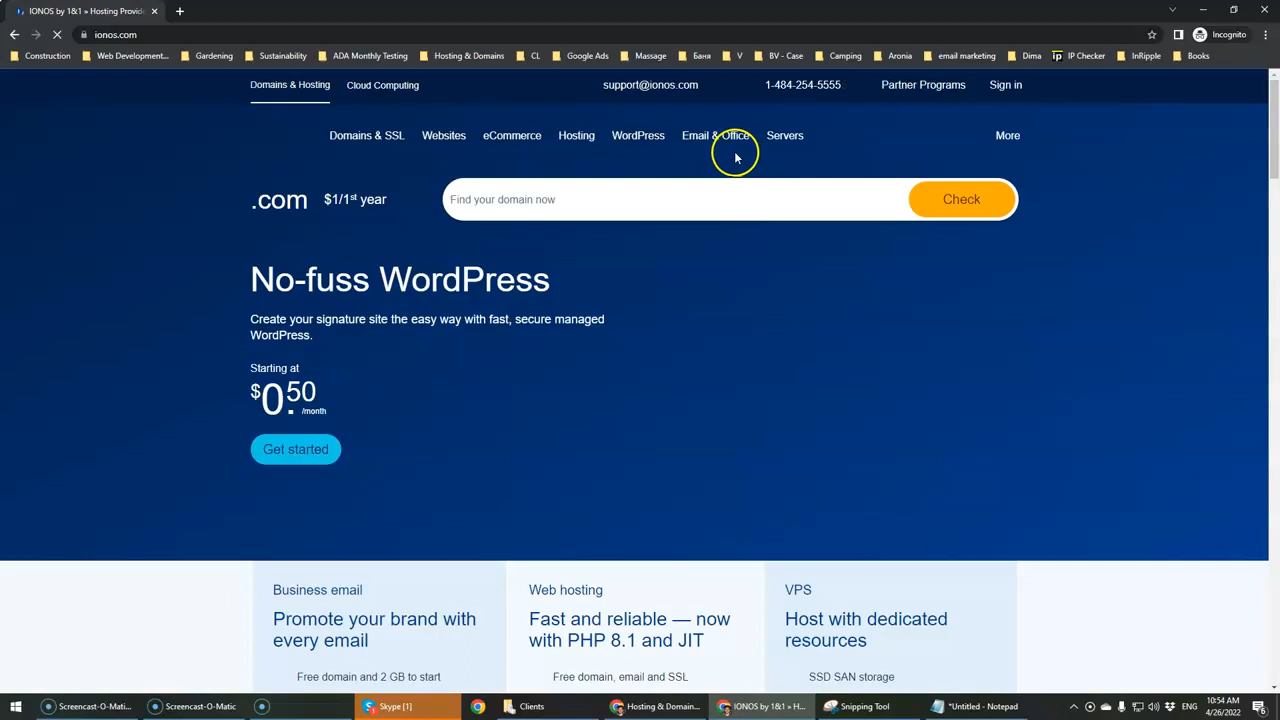 IONOS by 1&1 » Hosting Provid
ionos.com
Incognito
Construction
Web Development...
Gardening
Sustainability
ADA Monthly Testing
Hosting & Domains
CL
Google Ads
Massage
Баня
V
BV - Case
Camping
Aronia
email marketing
Dima
ip IP Checker
InRipple
Books
Domains & Hosting
Cloud Computing
support@ionos.com
1-484-254-5555
Partner Programs
Sign in
Domains & SSL
Websites
eCommerce
Hosting
WordPress
Email & Office
Servers
More
.com
$1/1st year
Find your domain now
Check
No-fuss WordPress
Create your signature site the easy way with fast, secure managed
WordPress.
Starting at
$0.50
/month
Get started
Business email
Promote your brand with
every email
Free domain and 2 GB to start
Web hosting
Fast and reliable — now
with PHP 8.1 and JIT
Free domain, email and SSL
VPS
Host with dedicated
resources
SSD SAN storage
Screencast-O-Mati...
Screencast-O-Matic
Skype [1]
Clients
Hosting & Domain...
IONOS by 1&1 » H...
Snipping Tool
*Untitled - Notepad
ENG
10:54 AM
4/26/2022